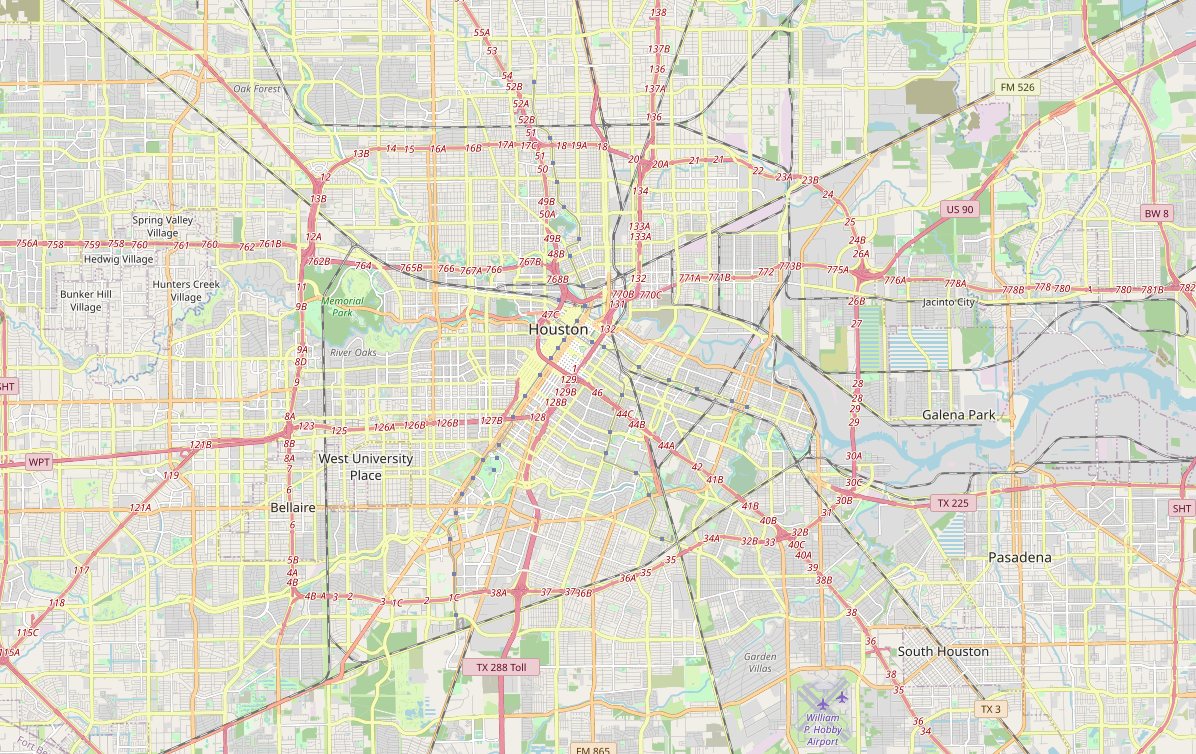 138
55A
53
137B
54
136
52B
137A
FM 526
Oak Forest
52A
52B
136
51
13B
14
15
16A
16B
17A
17C
18
19A
18
51
20
20A
21
21
50
22
12
23A
23B
134
24
13B
49B
50A
US 90
BW 8
Spring Valley
Village
133A
25
12A
49B
133A
24B
756A
758
759
758
760
761
760
762
761B
48B
25A
Hedwig Village
762B
764
765B
766
767A
766
767B
773B
775A
768B
132
771A
771B
772
776A
778A
Hunters Creek
Village
11
778B
778
780
781B
782
Bunker Hill
Village
9B
Memorial
Park
770B
770C
131
26B
Jacinto City
47C
Houston
132
27
9A
8D
River Oaks
1
9
129
28
SHT
129B
46
28
128B
29
8A
44C
Galena Park
123
125
126A
126B
126B
127B
128
44B
29
121B
8B
44A
WPT
8A
West University
Place
30A
7
42
119
41B
30C
6
30B
TX 225
121A
Bellaire
41B
31
SHT
6
40B
34A
32B
33
32B
40C
5B
35
40A
Pasadena
117
4A
39
4B
36A
35
38B
118
4B
3
2
1C
2
1C
38A
37
37
36B
38
115C
36
115A
Garden
Villas
South Houston
TX 288 Toll
38
35
William
P. Hobby
Airport
TX 3
36
34
FM 865